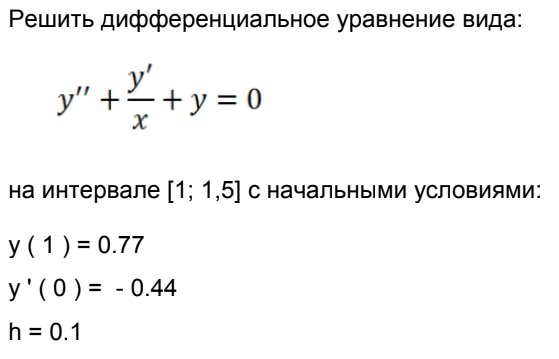 Решить дифференциальное уравнение вида:
y'' + y'/x + y = 0
на интервале [1; 1,5] с начальными условиями:
y ( 1 ) = 0.77
y ' ( 0 ) =  - 0.44
h = 0.1